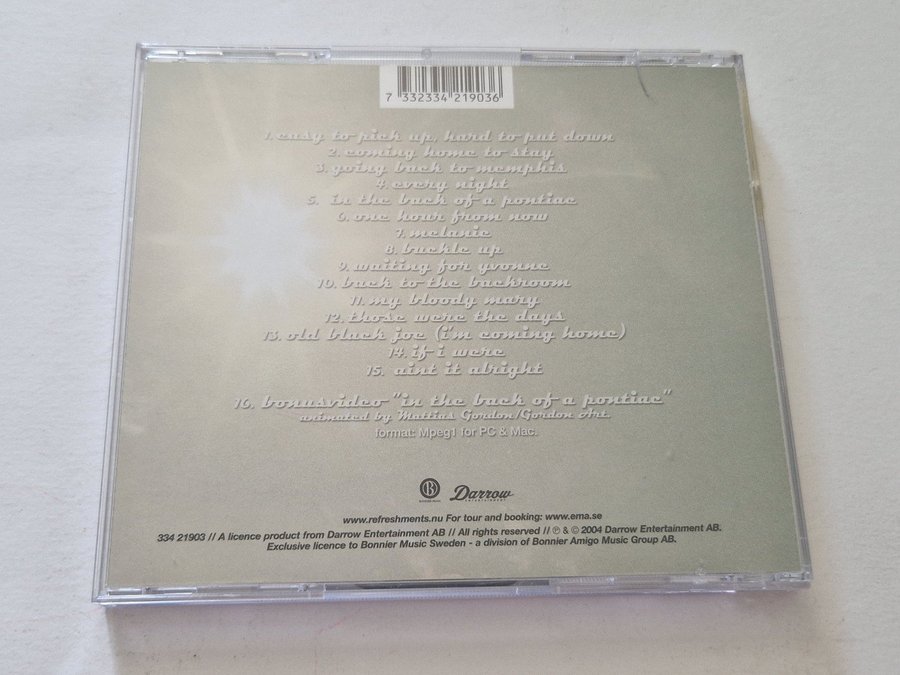 7 332334 219036
1. easy to pick up, hard to put down
2. coming home to stay
3. going back to memphis
4. every night
5. in the back of a pontiac
6. one hour from now
7. melanie
8. buckle up
9. waiting for yvonne
10. back to the backroom
11. my bloody mary
12. those were the days
13. old black joe (i'm coming home)
14. if i were
15. aint it alright
16. bonusvideo "in the back of a pontiac"
animated by Mattias Gordon/Gordon Art.
format: Mpeg1 for PC & Mac.
Darrow
ENTERTAINMENT
www.refreshments.nu For tour and booking: www.ema.se
334 21903 // A licence product from Darrow Entertainment AB // All rights reserved // ℗ & © 2004 Darrow Entertainment AB.
Exclusive licence to Bonnier Music Sweden - a division of Bonnier Amigo Music Group AB.